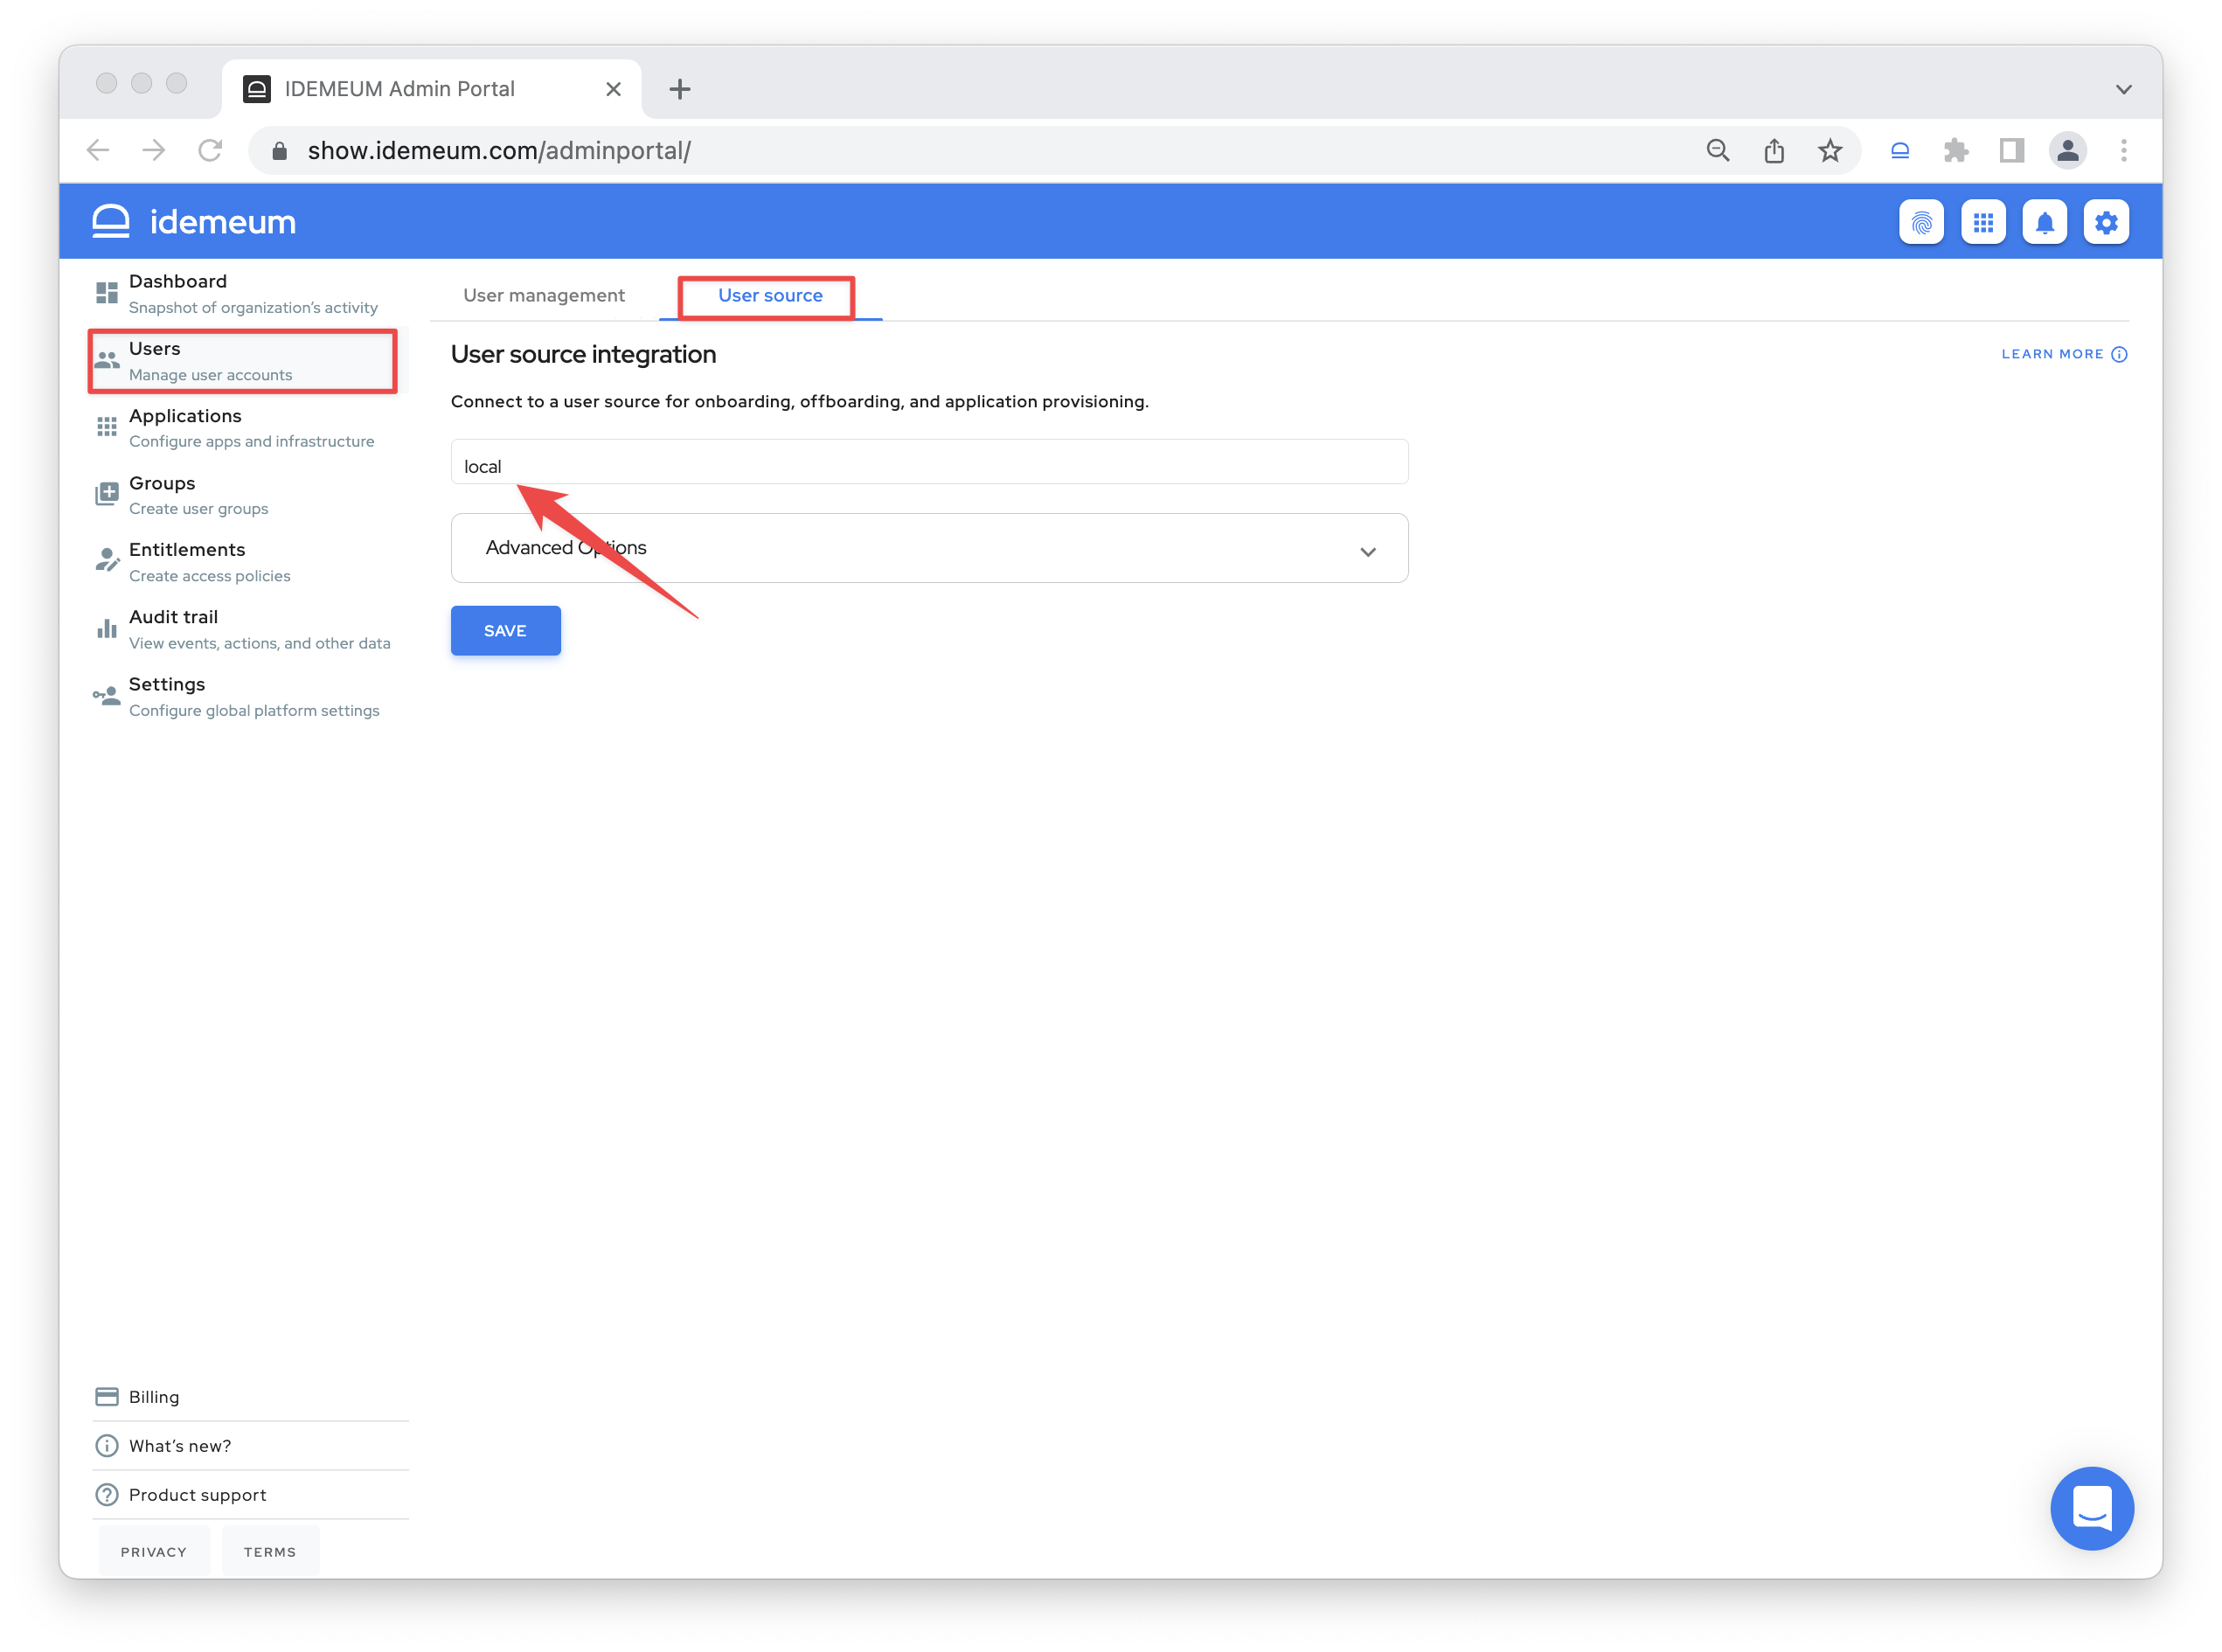 IDEMEUM Admin Portal
show.idemeum.com/adminportal/
idemeum
Dashboard
Snapshot of organization's activity
Users
Manage user accounts
Applications
Configure apps and infrastructure
Groups
Create user groups
Entitlements
Create access policies
Audit trail
View events, actions, and other data
Settings
Configure global platform settings
User management
User source
User source integration
LEARN MORE
Connect to a user source for onboarding, offboarding, and application provisioning.
local
Advanced Options
SAVE
Billing
What's new?
Product support
PRIVACY
TERMS